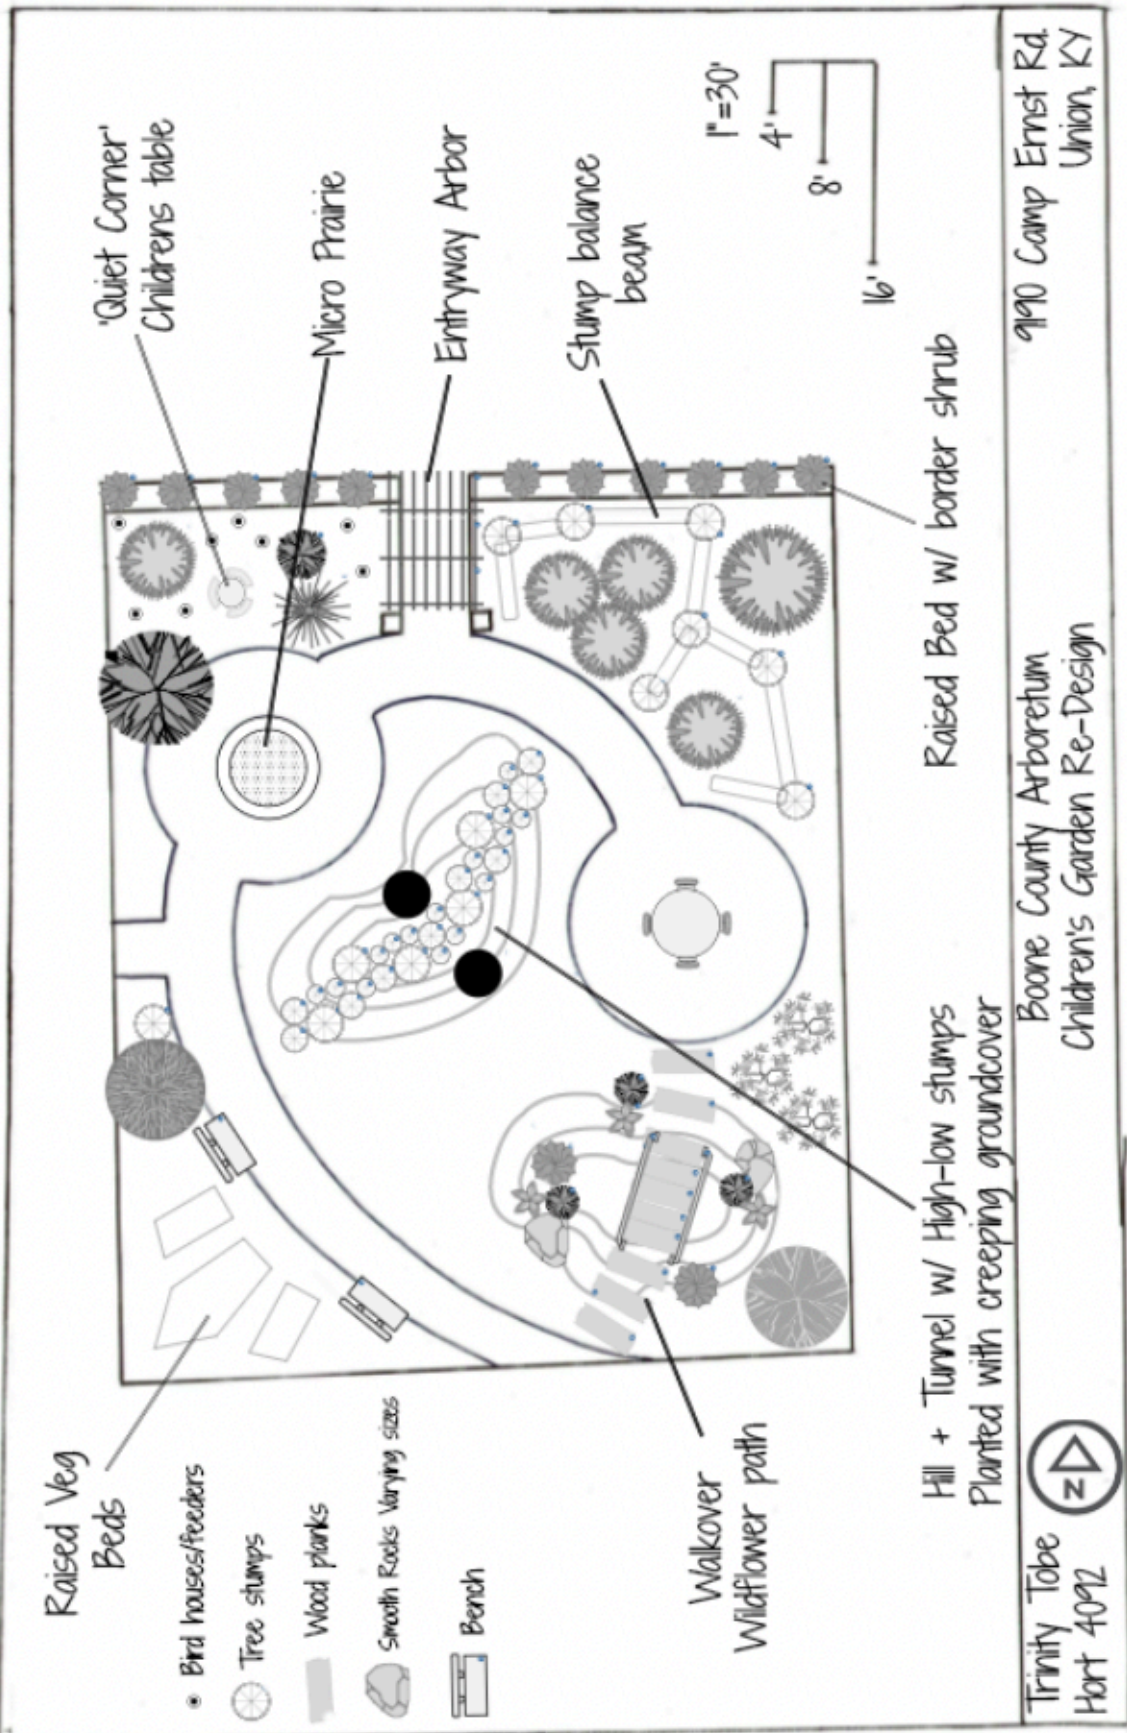 Raised Veg
Beds
'Quiet Corner'
Childrens table
Micro Prairie
Entryway Arbor
Stump balance
beam
1"=30'
4'
8'
16'
Bird houses/feeders
Tree stumps
Wood planks
Smooth Rocks Varying sizes
Bench
Walkover
Wildflower path
Hill + Tunnel w/ High-low stumps
Planted with creeping groundcover
Raised Bed w/ border shrub
Trinity Tobe
Hort 4092
N
Boone County Arboretum
Children's Garden Re-Design
9190 Camp Ernst Rd.
Union, KY